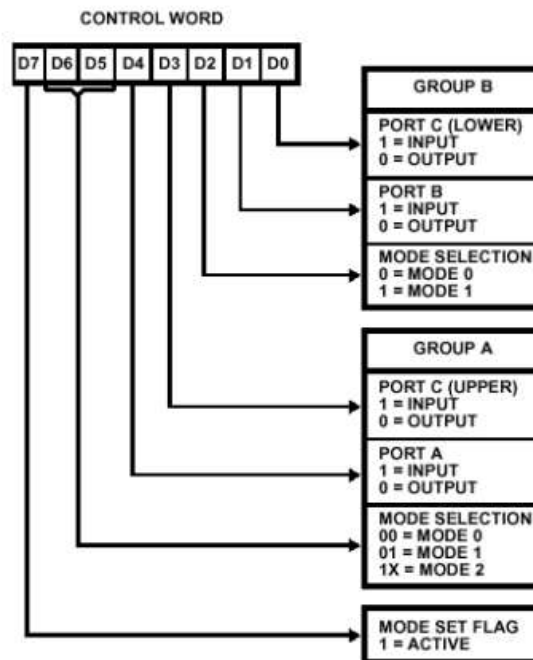 CONTROL WORD
D7 D6 D5 D4 D3 D2 D1 D0
GROUP B
PORT C (LOWER)
1 = INPUT
0 = OUTPUT
PORT B
1 = INPUT
0 = OUTPUT
MODE SELECTION
0 = MODE 0
1 = MODE 1
GROUP A
PORT C (UPPER)
1 = INPUT
0 = OUTPUT
PORT A
1 = INPUT
0 = OUTPUT
MODE SELECTION
00 = MODE 0
01 = MODE 1
1X = MODE 2
MODE SET FLAG
1 = ACTIVE